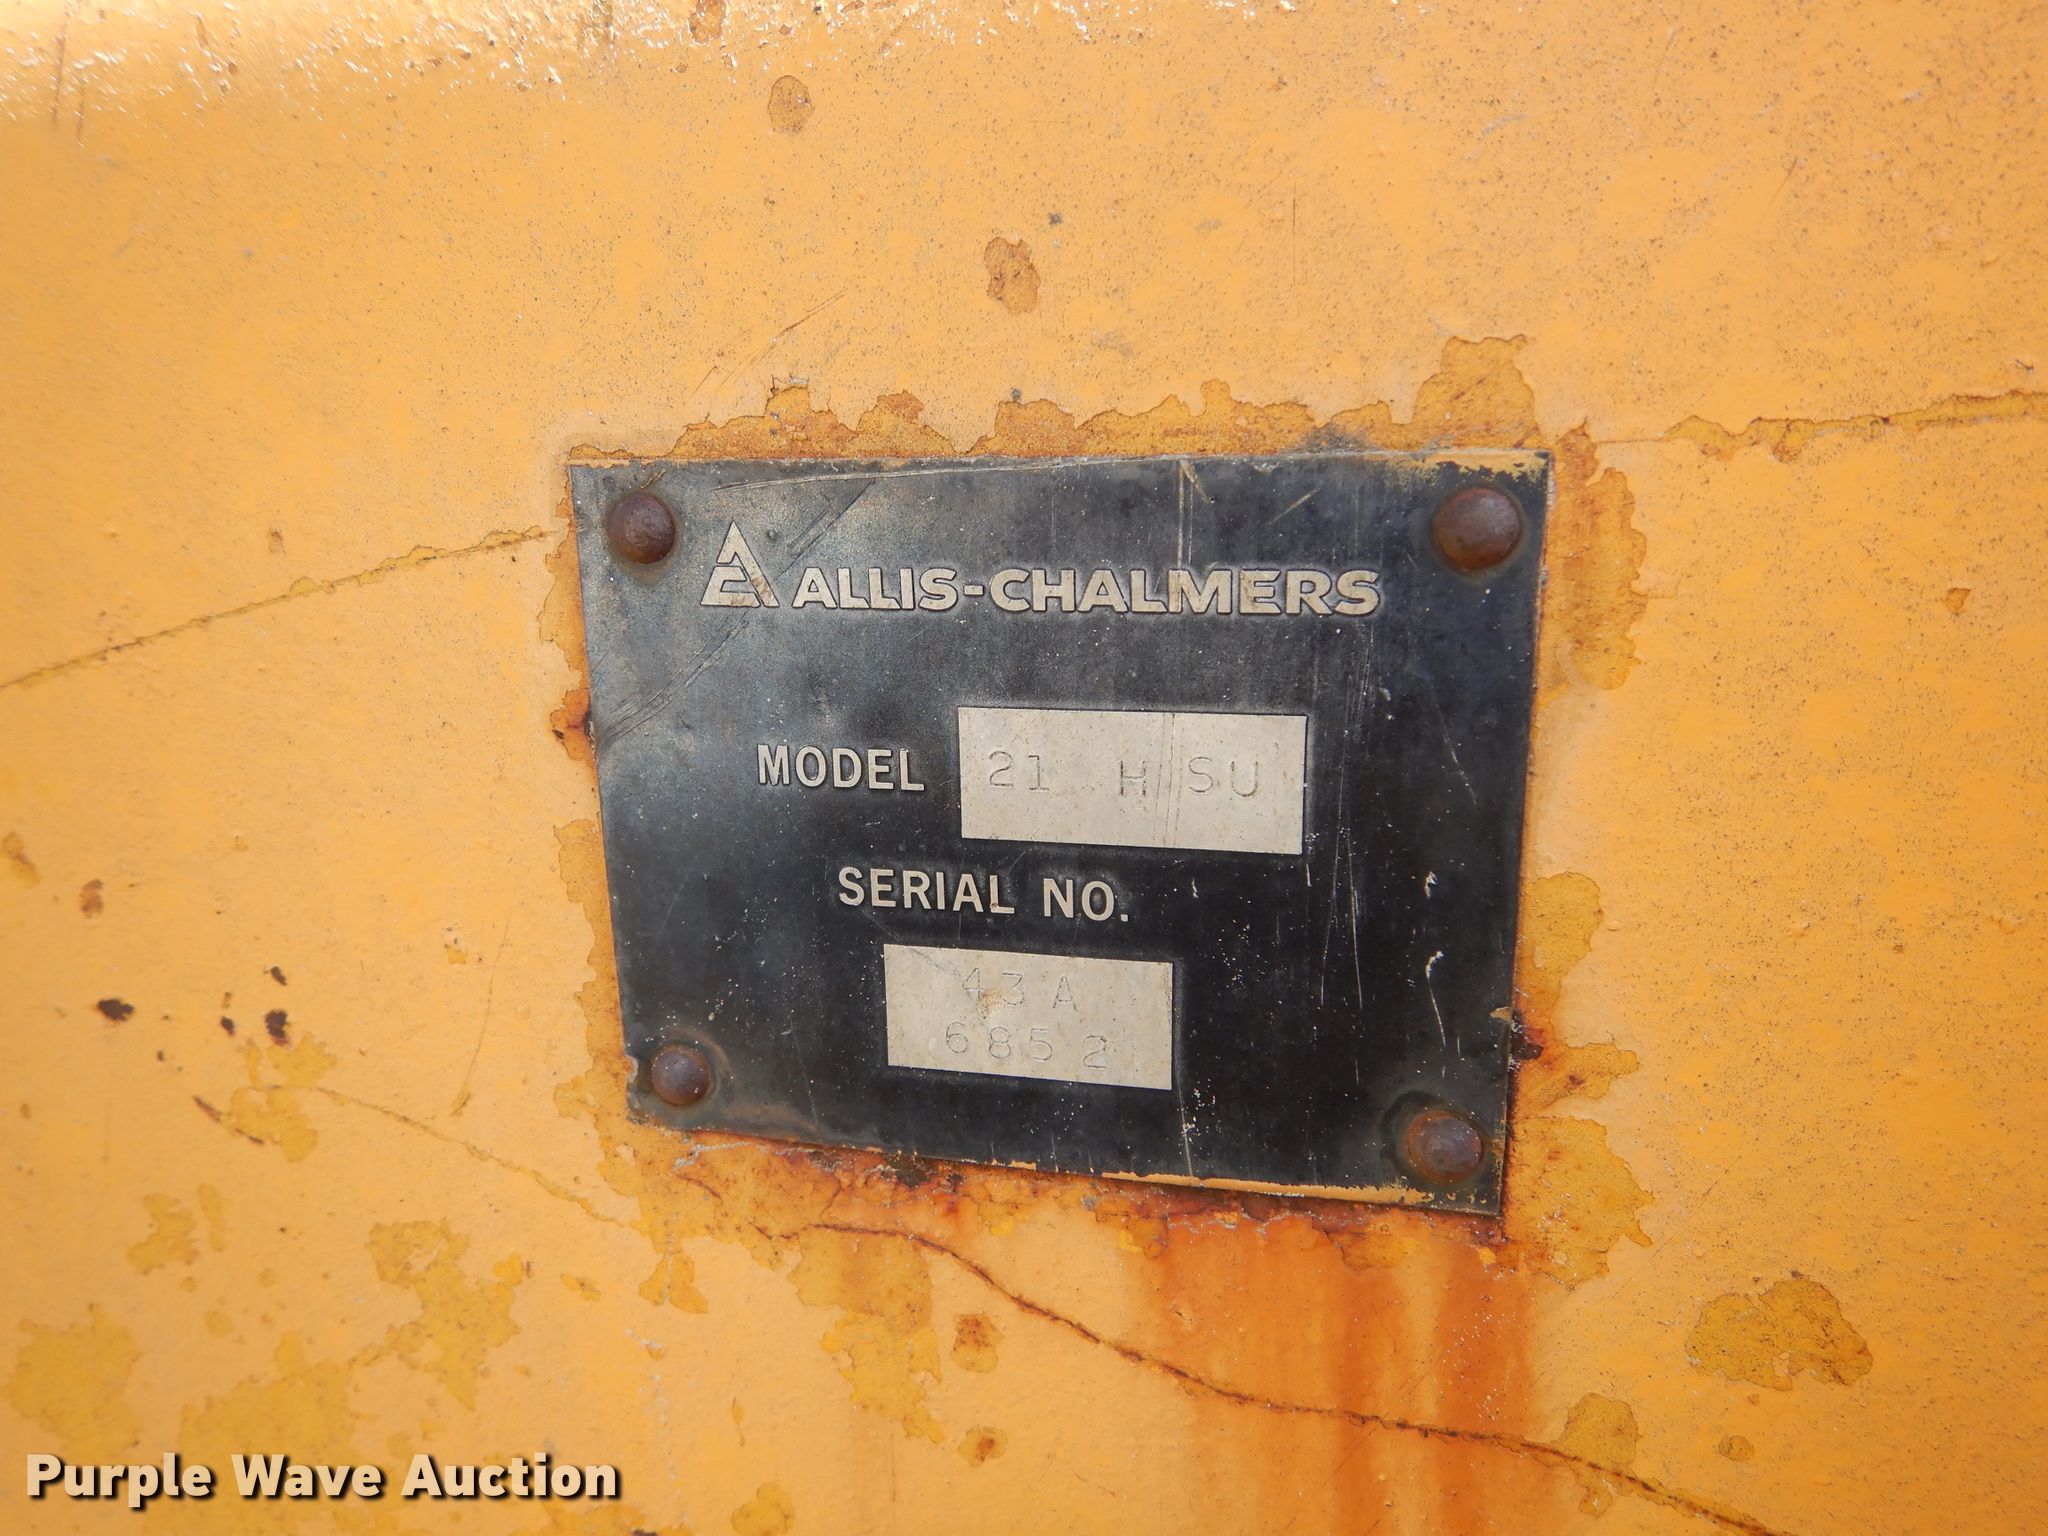 ALLIS-CHALMERS
MODEL 21 H SU
SERIAL NO.
43A
6852
Purple Wave Auction